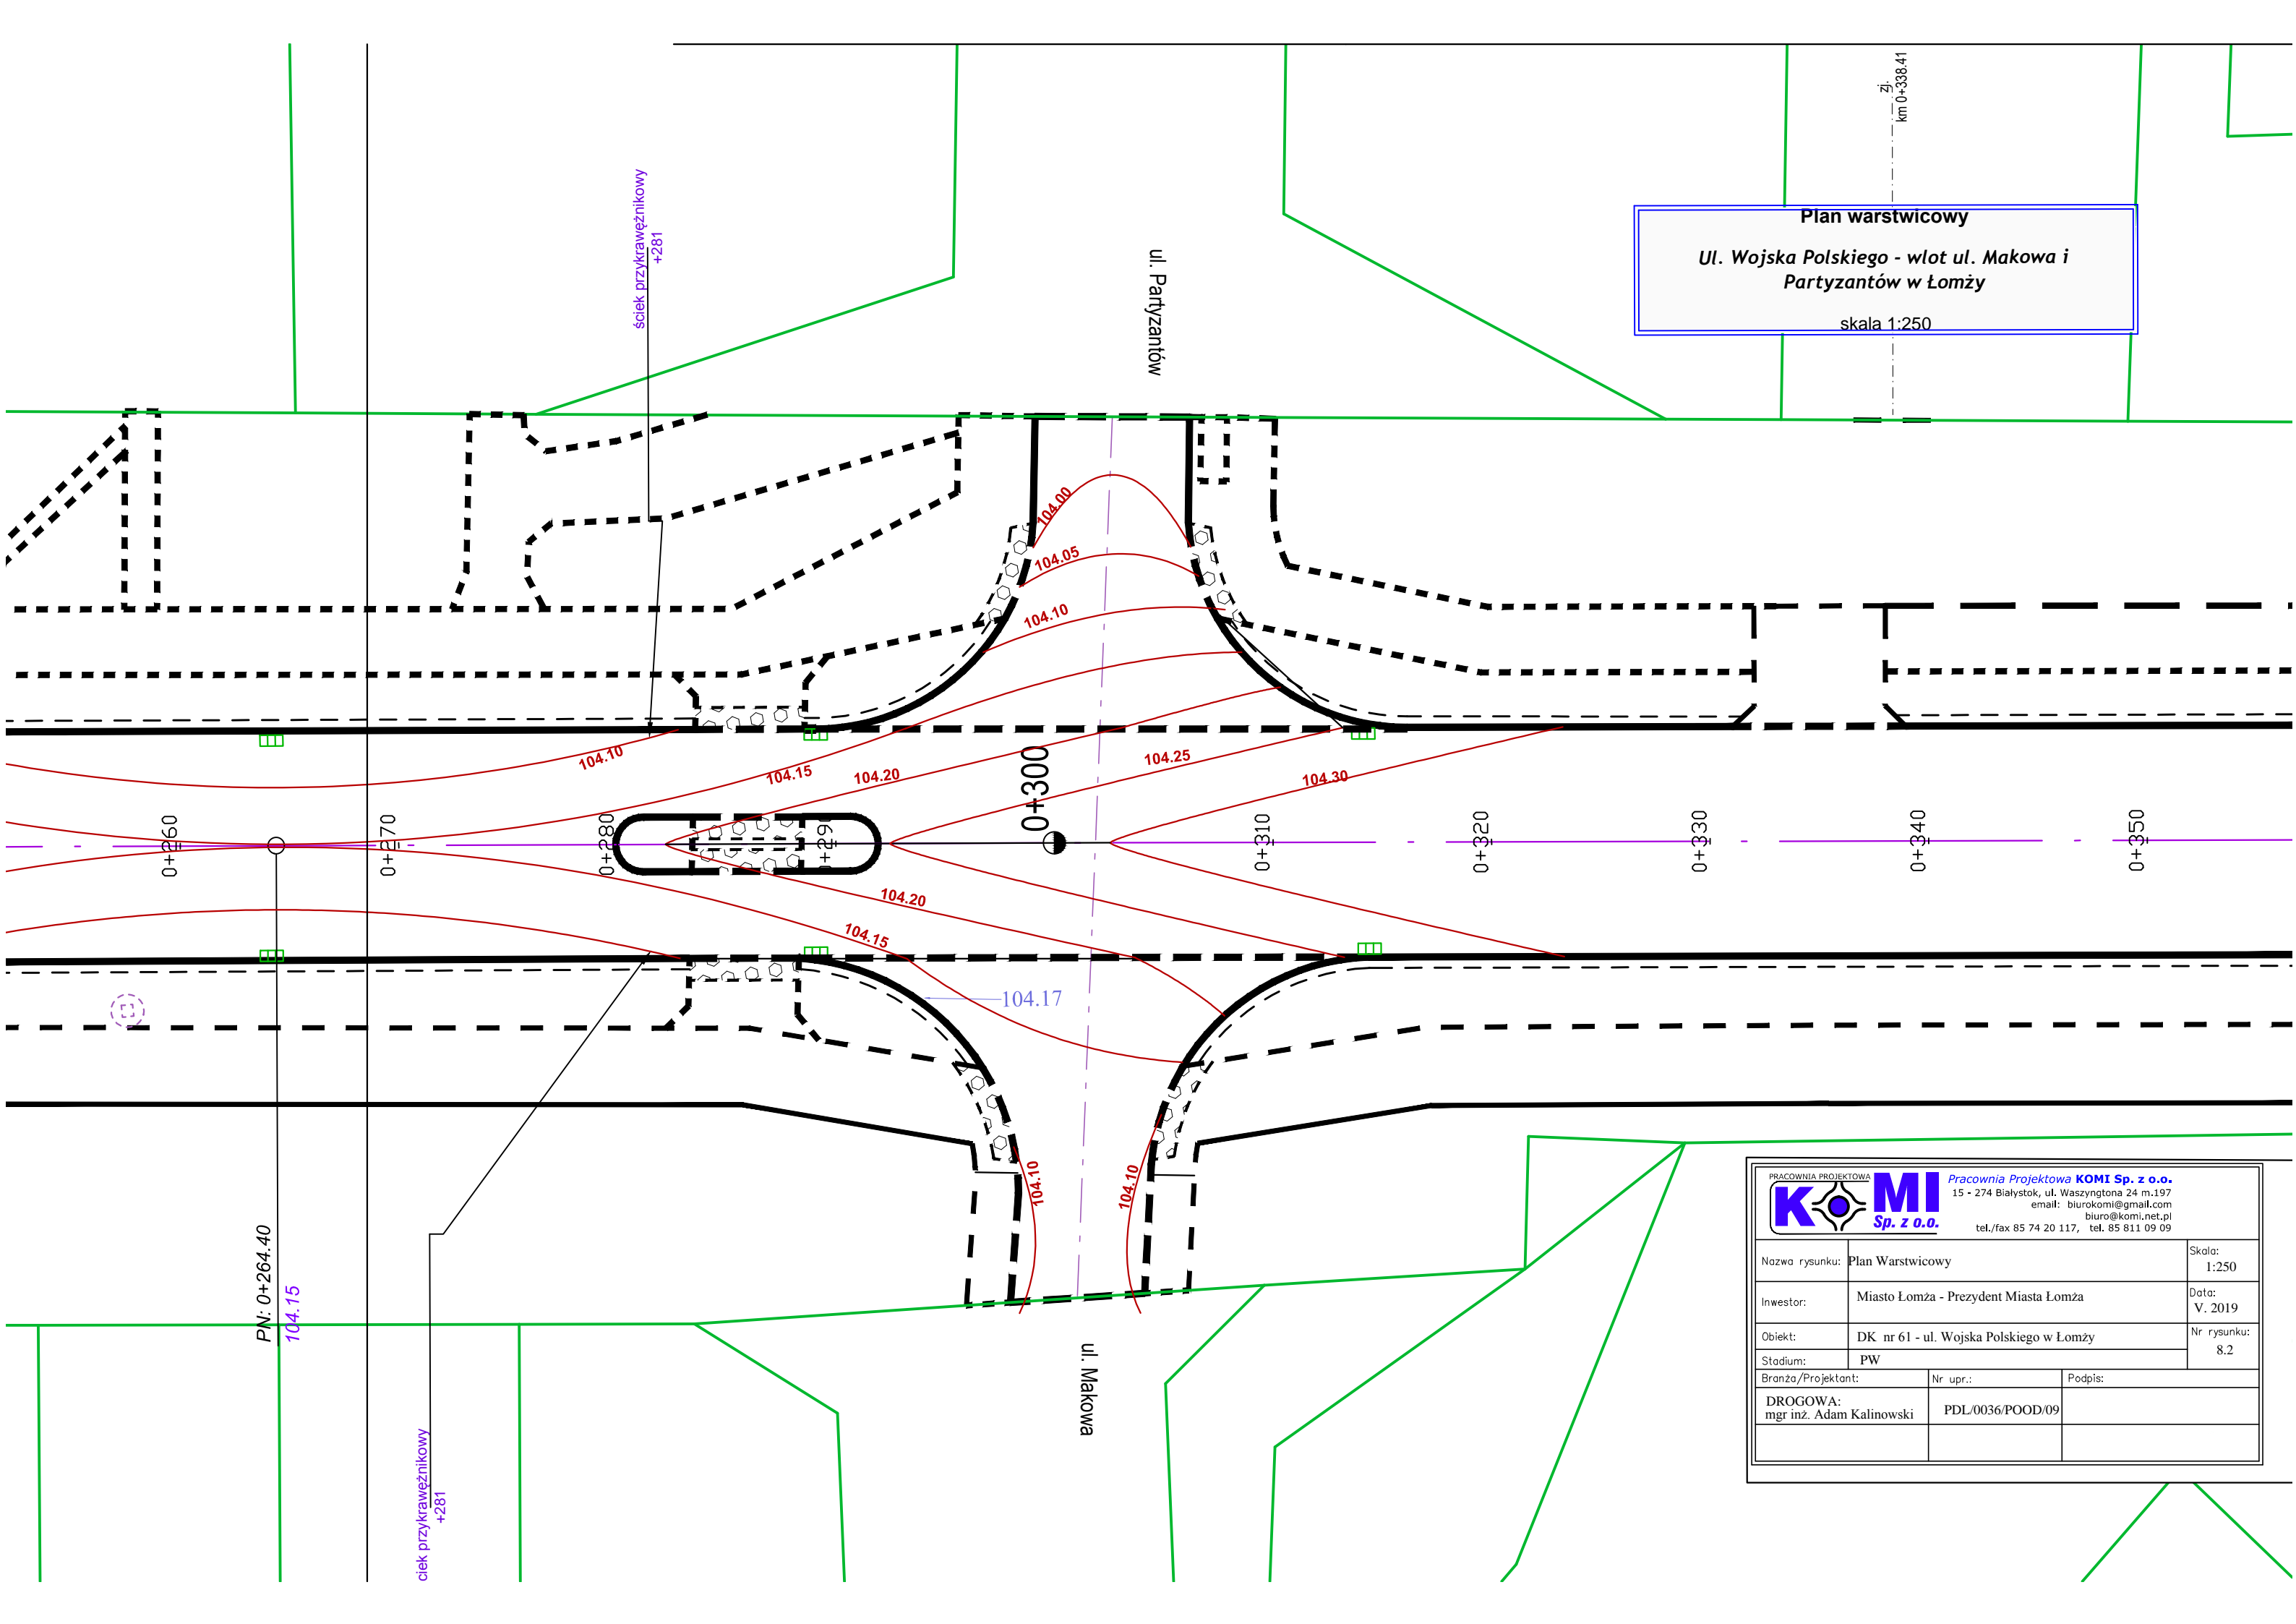 zj.
km 0+338.41
Plan warstwicowy
Ul. Wojska Polskiego - wlot ul. Makowa i
Partyzantów w Łomży
skala 1:250
ściek przykrawężnikowy
+281
ul. Partyzantów
104.00
104.05
104.10
104.10
104.15
104.20
104.25
104.30
0+260
0+270
0+280
0+290
0+300
0+310
0+320
0+330
0+340
0+350
104.20
104.15
104.17
104.10
104.10
PN: 0+264.40
104.15
ul. Makowa
ciek przykrawężnikowy
+281
PRACOWNIA PROJEKTOWA
KOMI
Sp. z o.o.
Pracownia Projektowa KOMI Sp. z o.o.
15 - 274 Białystok, ul. Waszyngtona 24 m.197
email: biurokomi@gmail.com
biuro@komi.net.pl
tel./fax 85 74 20 117, tel. 85 811 09 09
Nazwa rysunku: Plan Warstwicowy
Skala:
1:250
Inwestor: Miasto Łomża - Prezydent Miasta Łomża
Data:
V. 2019
Obiekt: DK nr 61 - ul. Wojska Polskiego w Łomży
Nr rysunku:
8.2
Stadium: PW
Branża/Projektant: Nr upr.: Podpis:
DROGOWA:
mgr inż. Adam Kalinowski PDL/0036/POOD/09